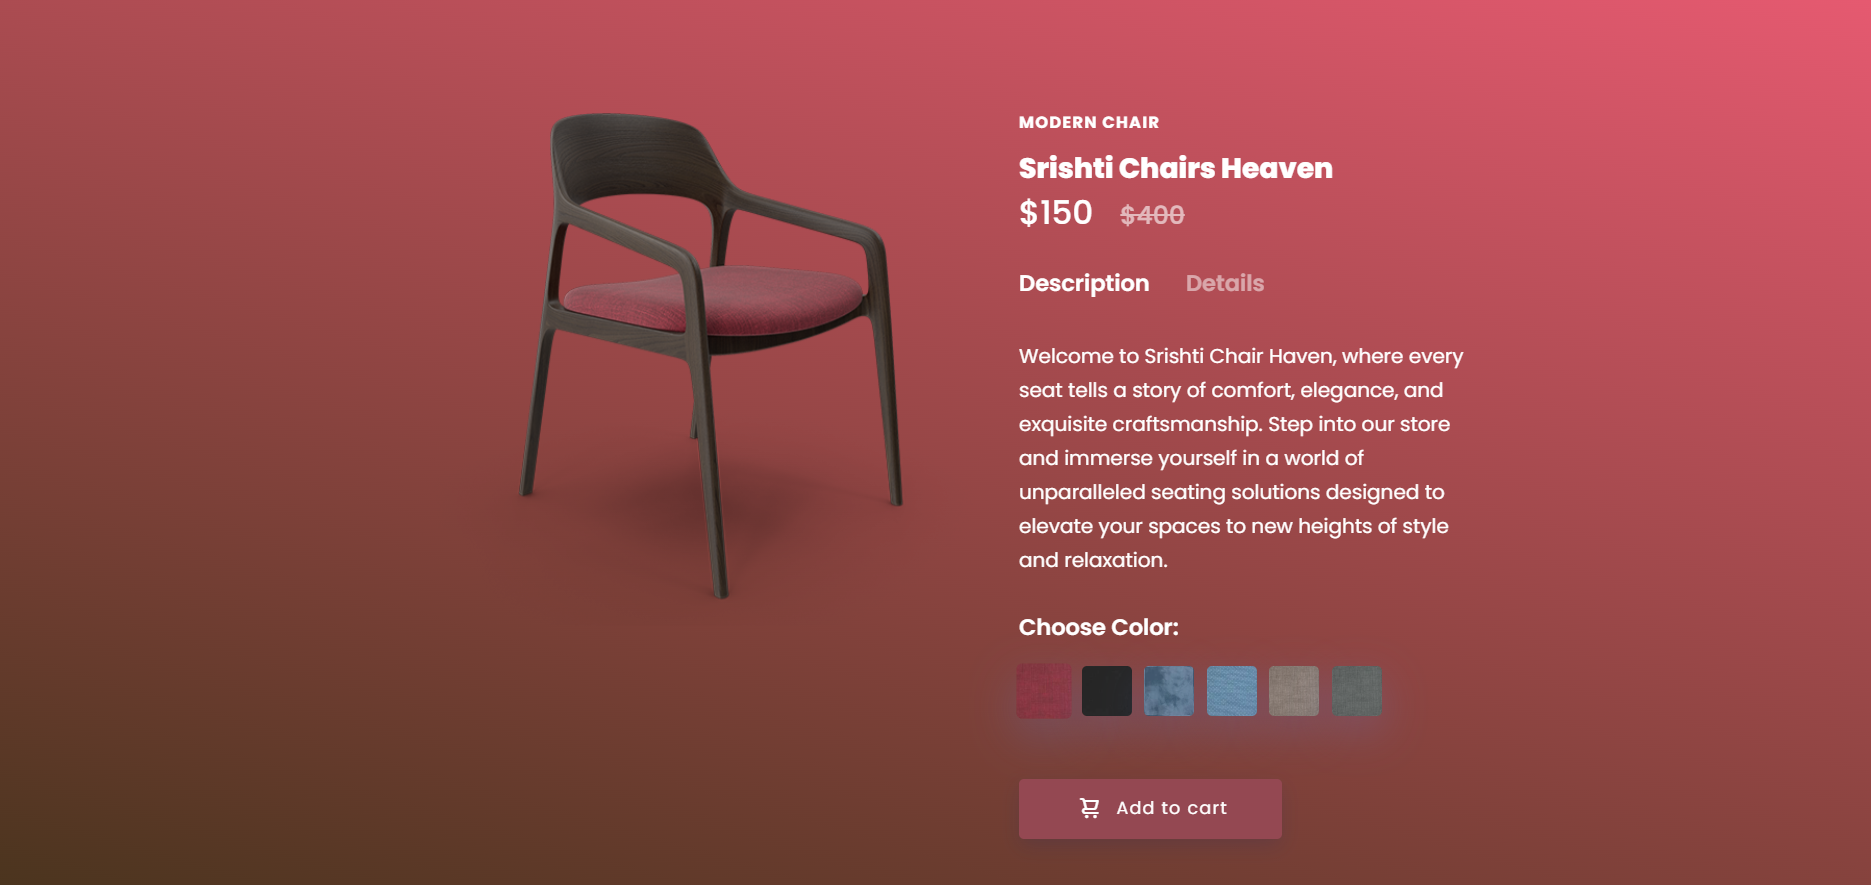 MODERN CHAIR
Srishti Chairs Heaven
$150 $400
Description Details
Welcome to Srishti Chair Haven, where every
seat tells a story of comfort, elegance, and
exquisite craftsmanship. Step into our store
and immerse yourself in a world of
unparalleled seating solutions designed to
elevate your spaces to new heights of style
and relaxation.
Choose Color:
Add to cart